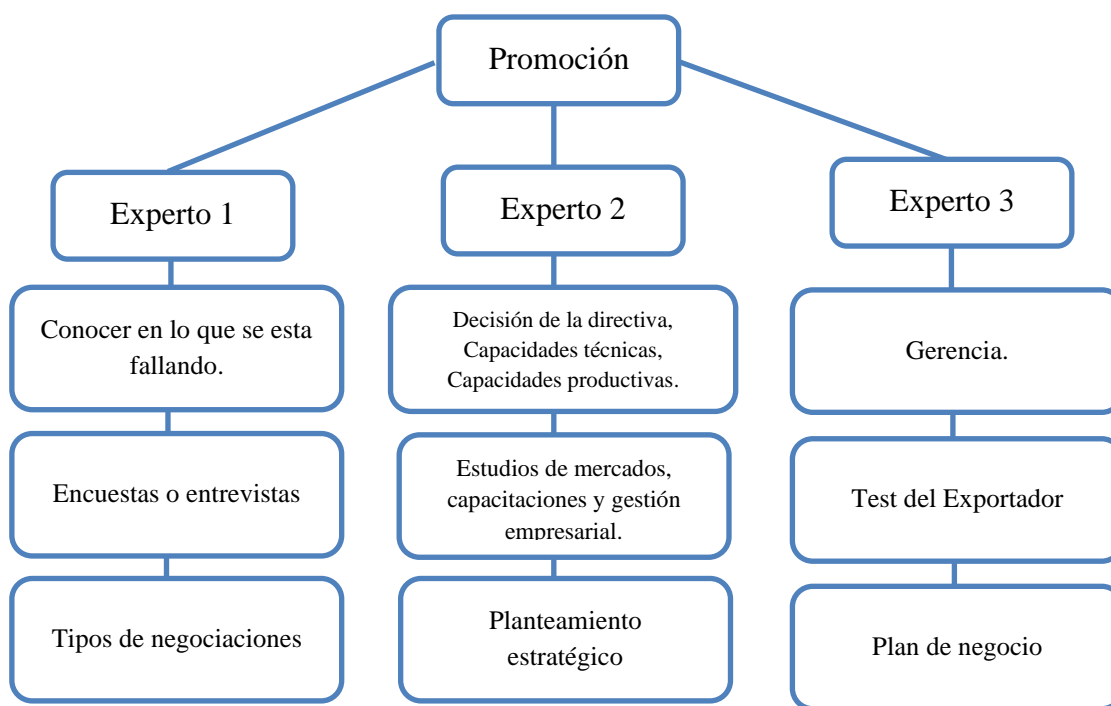 Promoción
Experto 1
Experto 2
Experto 3
Conocer en lo que se esta
fallando.
Decisión de la directiva,
Capacidades técnicas,
Capacidades productivas.
Gerencia.
Encuestas o entrevistas
Estudios de mercados,
capacitaciones y gestión
empresarial.
Test del Exportador
Tipos de negociaciones
Planteamiento
estratégico
Plan de negocio